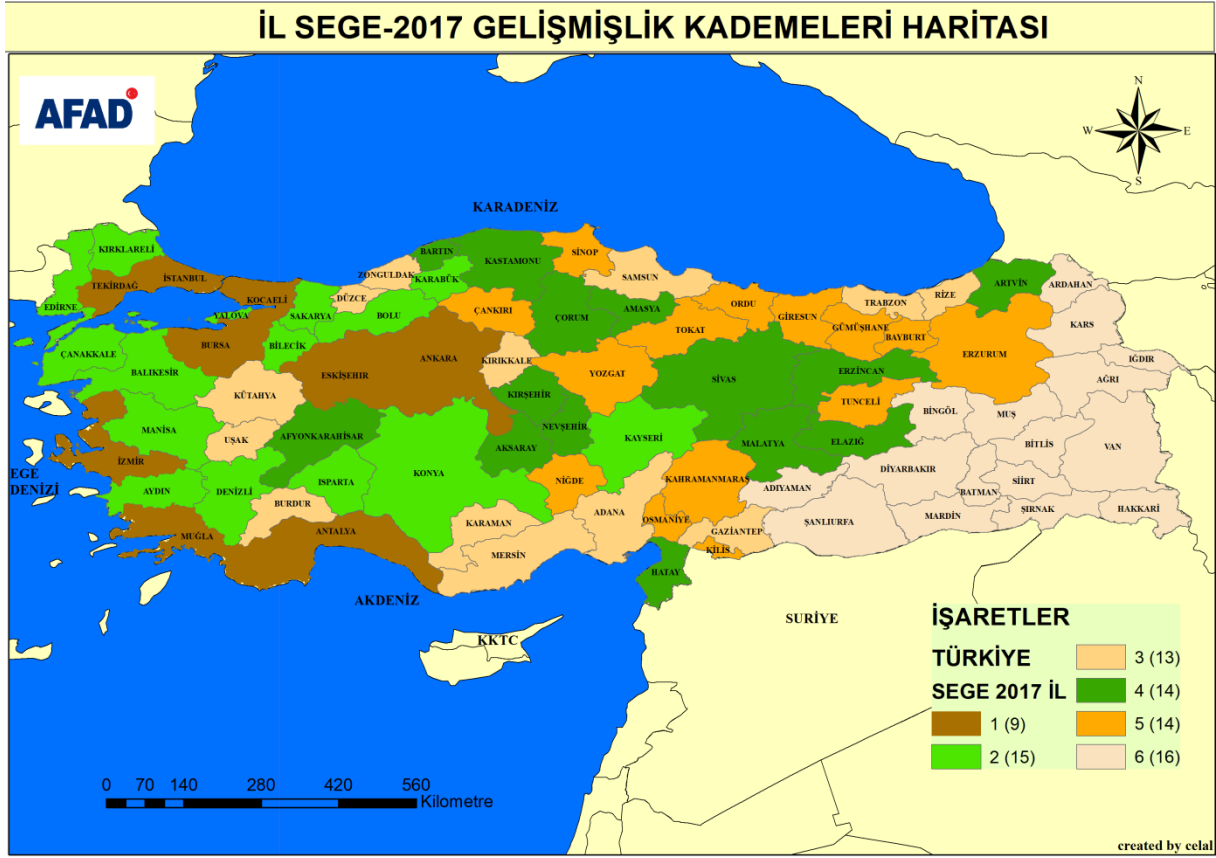 İL SEGE-2017 GELİŞMİŞLİK KADEMELERİ HARİTASI
AFAD
N
W E
S
KARADENİZ
KIRKLARELİ
EDİRNE
TEKİRDAĞ
İSTANBUL
KOCAELİ
YALOVA
SAKARYA
DÜZCE
ZONGULDAK
BARTIN
KARABÜK
KASTAMONU
SİNOP
SAMSUN
BOLU
ÇANKIRI
ÇORUM
AMASYA
ORDU
GİRESUN
TRABZON
RİZE
ARTVİN
ARDAHAN
KARS
IĞDIR
TOKAT
GÜMÜŞHANE
BAYBURT
ERZURUM
AĞRI
ÇANAKKALE
BALIKESİR
BURSA
BİLECİK
ESKİŞEHIR
ANKARA
KIRIKKALE
YOZGAT
SİVAS
ERZİNCAN
TUNCELİ
BİNGÖL
MUŞ
KÜTAHYA
KIRŞEHİR
MANİSA
UŞAK
AFYONKARAHİSAR
NEVŞEHİR
KAYSERİ
MALATYA
ELAZIĞ
BİTLİS
VAN
EGE
DENİZİ
İZMİR
AKSARAY
KONYA
AYDIN
DENİZLİ
ISPARTA
NİĞDE
KAHRAMANMARAŞ
ADIYAMAN
DİYARBAKIR
BATMAN
SİİRT
ŞIRNAK
HAKKARİ
BURDUR
MUĞLA
ANTALYA
KARAMAN
MERSİN
ADANA
OSMANİYE
GAZİANTEP
KİLİS
ŞANLIURFA
MARDİN
HATAY
AKDENİZ
KKTC
SURİYE
İŞARETLER
TÜRKİYE
SEGE 2017 İL
1 (9)
2 (15)
3 (13)
4 (14)
5 (14)
6 (16)
0 70 140 280 420 560
Kilometre
created by celal